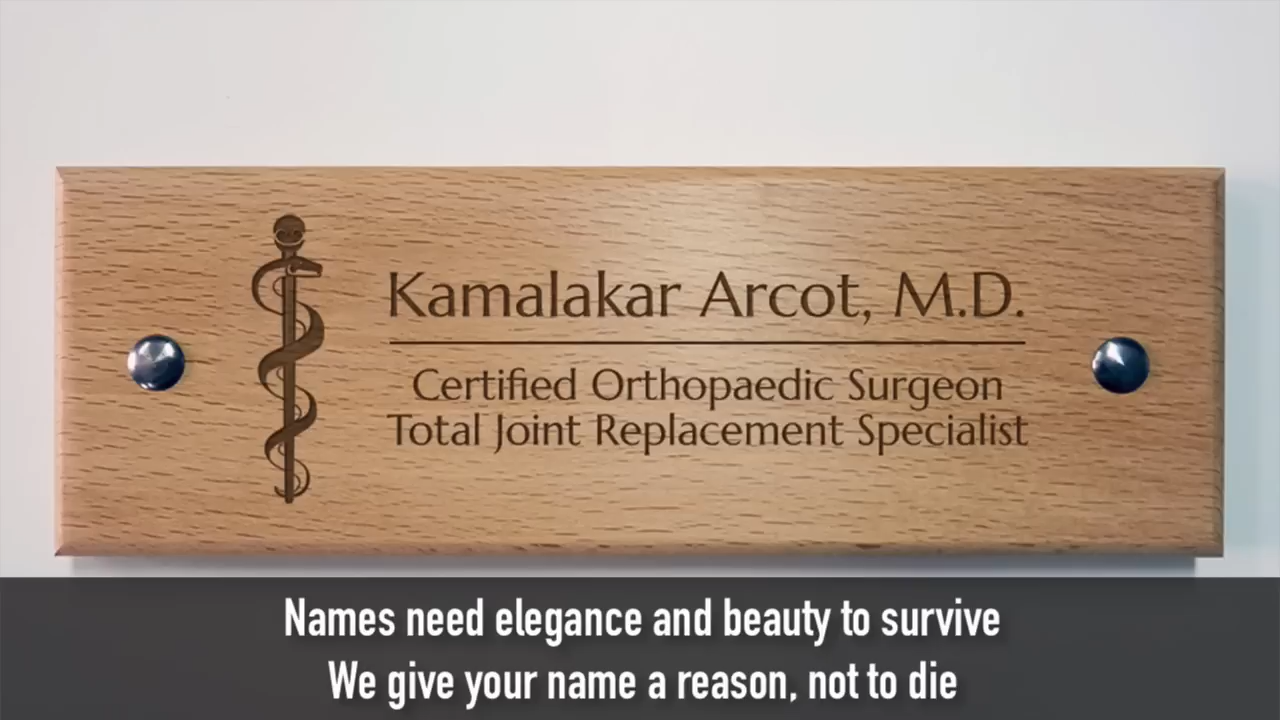 Kamalakar Arcot, M.D.
Certified Orthopaedic Surgeon
Total Joint Replacement Specialist
Names need elegance and beauty to survive
We give your name a reason, not to die